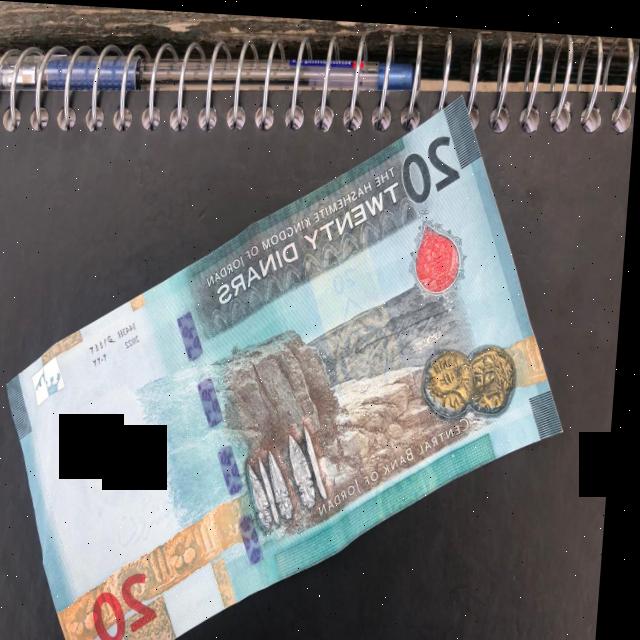 20
THE HASHEMITE KINGDOM OF JORDAN
TWENTY DINARS
2022
CENTRAL BANK OF JORDAN
20